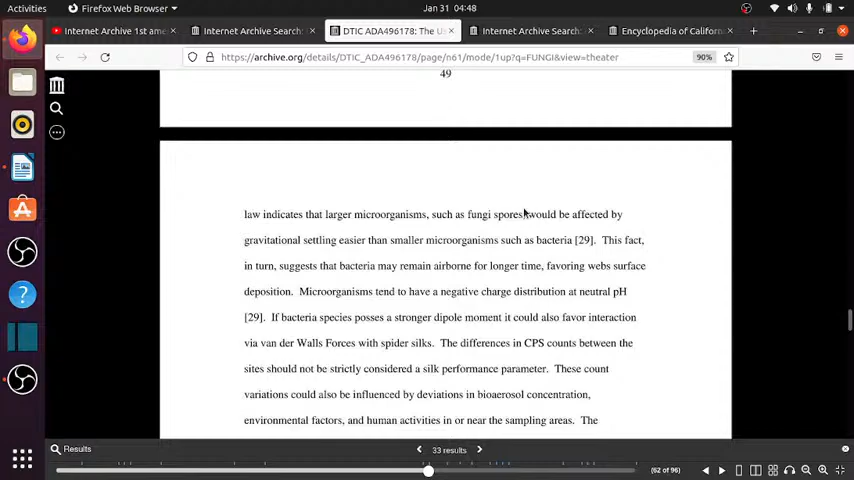 Activities
Firefox Web Browser
Jan 31 04:48
Internet Archive 1st ame
Internet Archive Search:
DTIC ADA496178: The Us
Internet Archive Search:
Encyclopedia of Californ
https://archive.org/details/DTIC_ADA496178/page/n61/mode/1up?q=FUNGI&view=theater
90%
49
law indicates that larger microorganisms, such as fungi spores, would be affected by
gravitational settling easier than smaller microorganisms such as bacteria [29]. This fact,
in turn, suggests that bacteria may remain airborne for longer time, favoring webs surface
deposition. Microorganisms tend to have a negative charge distribution at neutral pH
[29]. If bacteria species posses a stronger dipole moment it could also favor interaction
via van der Walls Forces with spider silks. The differences in CPS counts between the
sites should not be strictly considered a silk performance parameter. These count
variations could also be influenced by deviations in bioaerosol concentration,
environmental factors, and human activities in or near the sampling areas. The
Results
33 results
(62 of 96)